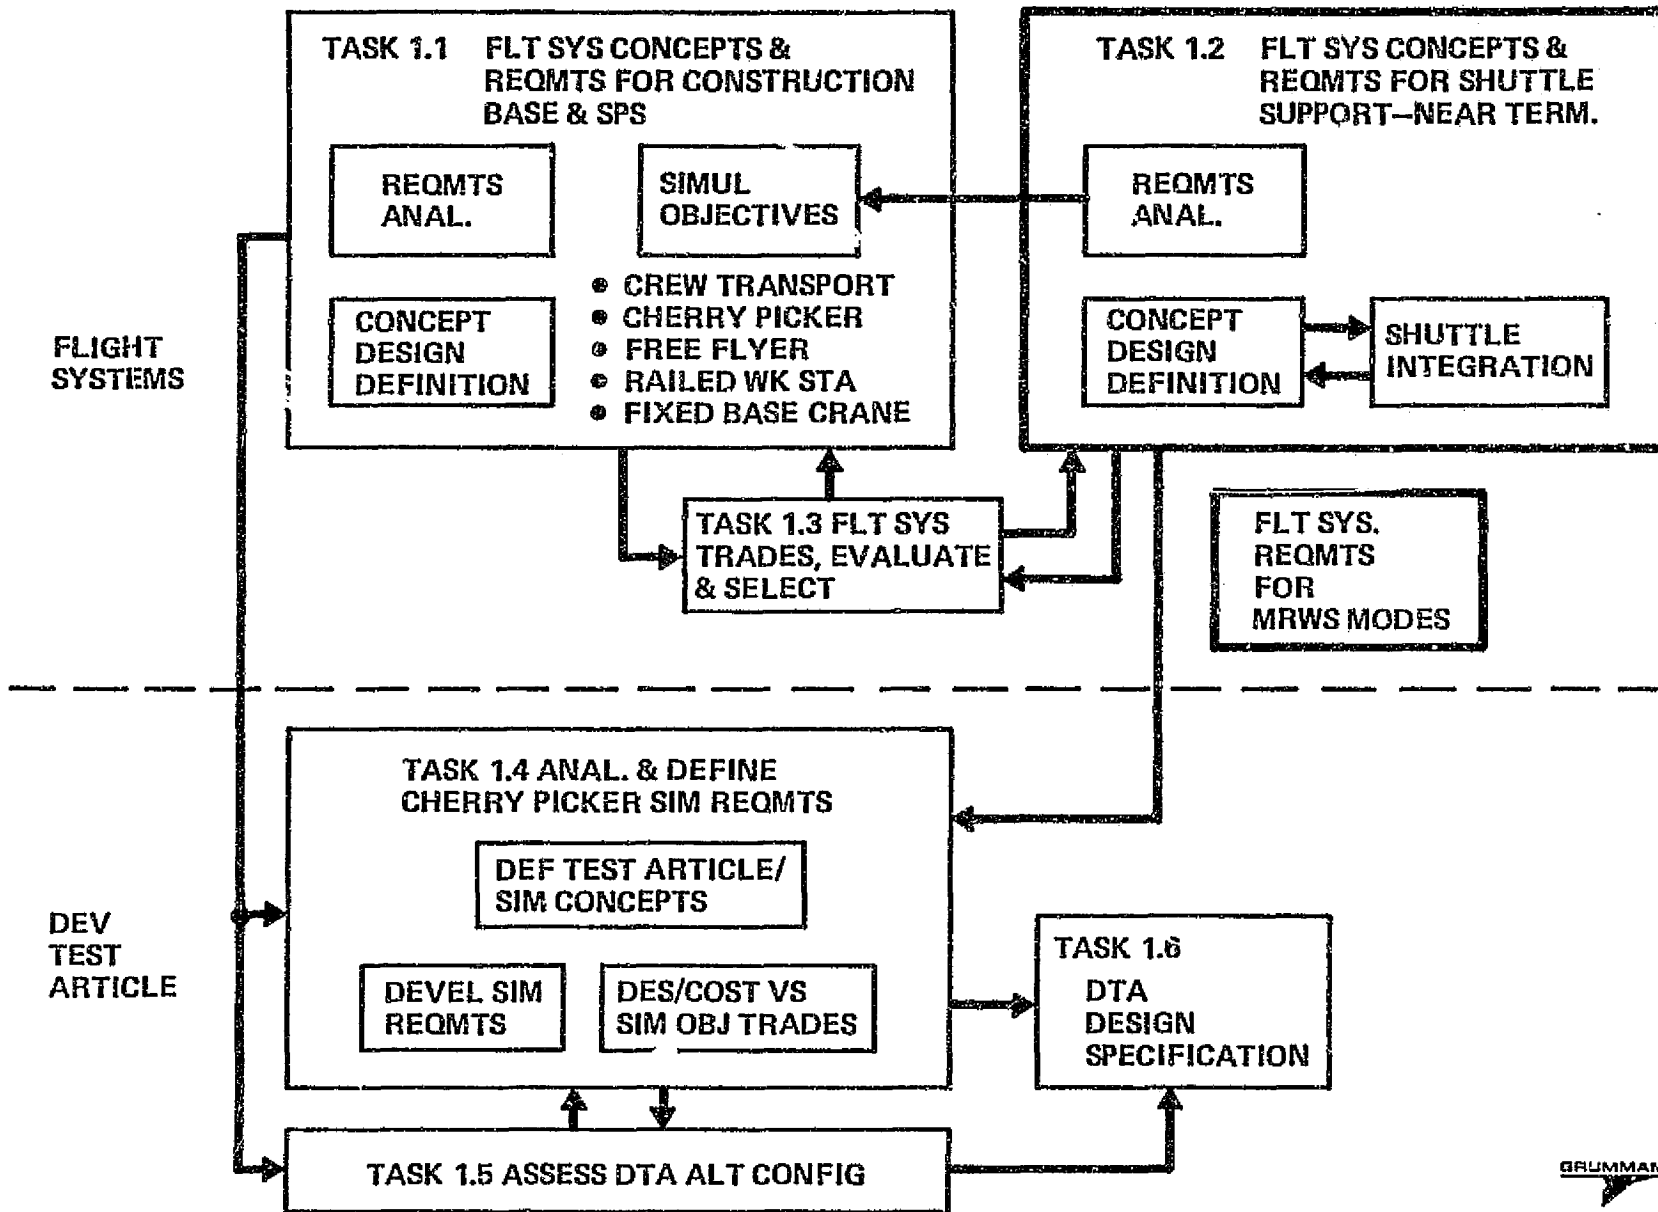 TASK 1.1 FLT SYS CONCEPTS &
REQMTS FOR CONSTRUCTION
BASE & SPS
REQMTS
ANAL.
SIMUL
OBJECTIVES
CONCEPT
DESIGN
DEFINITION
• CREW TRANSPORT
• CHERRY PICKER
• FREE FLYER
• RAILED WK STA
• FIXED BASE CRANE
TASK 1.2 FLT SYS CONCEPTS &
REQMTS FOR SHUTTLE
SUPPORT–NEAR TERM.
REQMTS
ANAL.
CONCEPT
DESIGN
DEFINITION
SHUTTLE
INTEGRATION
FLIGHT
SYSTEMS
TASK 1.3 FLT SYS
TRADES, EVALUATE
& SELECT
FLT SYS.
REQMTS
FOR
MRWS MODES
DEV
TEST
ARTICLE
TASK 1.4 ANAL. & DEFINE
CHERRY PICKER SIM REQMTS
DEF TEST ARTICLE/
SIM CONCEPTS
DEVEL SIM
REQMTS
DES/COST VS
SIM OBJ TRADES
TASK 1.6
DTA
DESIGN
SPECIFICATION
TASK 1.5 ASSESS DTA ALT CONFIG
GRUMMAN